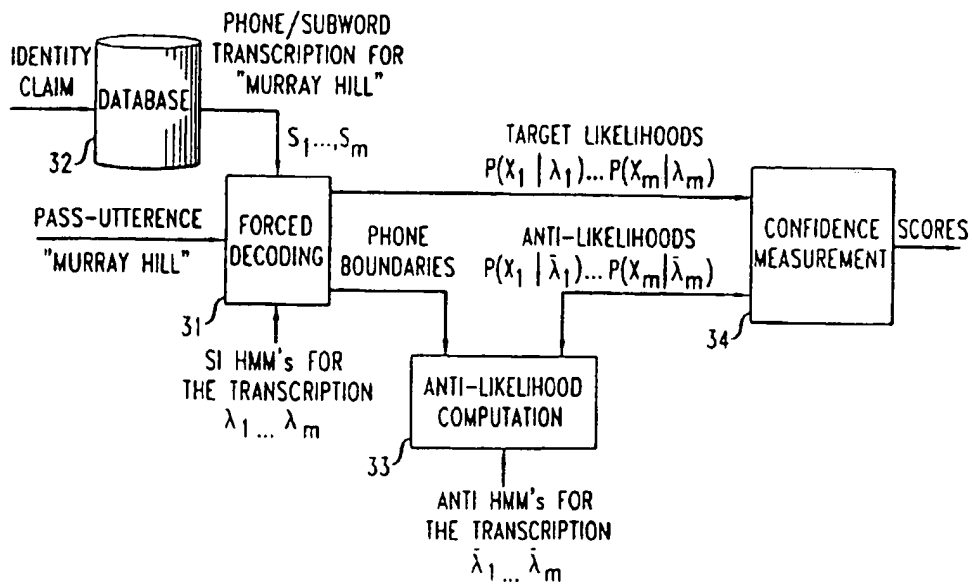 IDENTITY
CLAIM
DATABASE
32
PHONE/SUBWORD
TRANSCRIPTION FOR
"MURRAY HILL"
S₁...,Sₘ
PASS-UTTERENCE
"MURRAY HILL"
FORCED
DECODING
31
SI HMM's FOR
THE TRANSCRIPTION
λ₁... λₘ
TARGET LIKELIHOODS
P(X₁|λ₁)... P(Xₘ|λₘ)
PHONE
BOUNDARIES
ANTI-LIKELIHOODS
P(X₁|λ̄₁)... P(Xₘ|λ̄ₘ)
ANTI-LIKELIHOOD
COMPUTATION
33
ANTI HMM's FOR
THE TRANSCRIPTION
λ̄₁... λ̄ₘ
CONFIDENCE
MEASUREMENT
34
SCORES